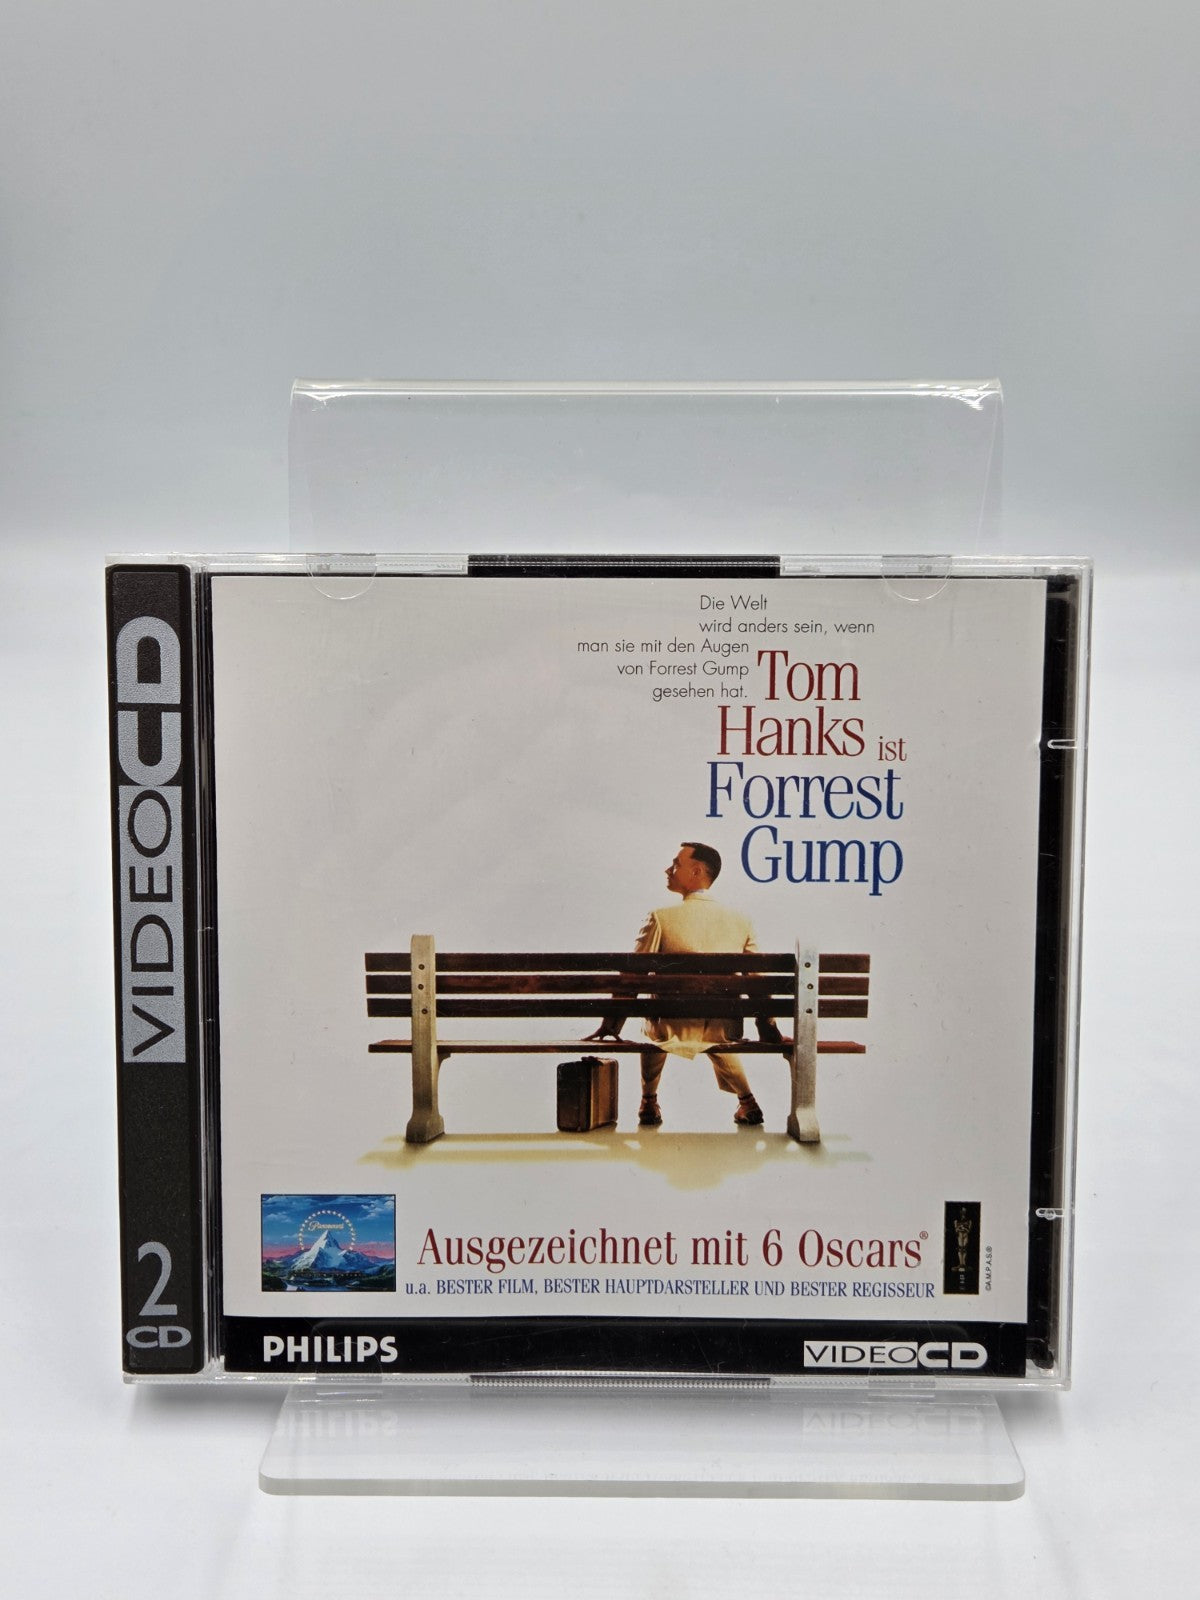 VIDEO CD
2
CD
Die Welt
wird anders sein, wenn
man sie mit den Augen
von Forrest Gump
gesehen hat.
Tom
Hanks ist
Forrest
Gump
Paramount
Ausgezeichnet mit 6 Oscars®
u.a. BESTER FILM, BESTER HAUPTDARSTELLER UND BESTER REGISSEUR
©A.M.P.A.S.®
PHILIPS
VIDEO CD